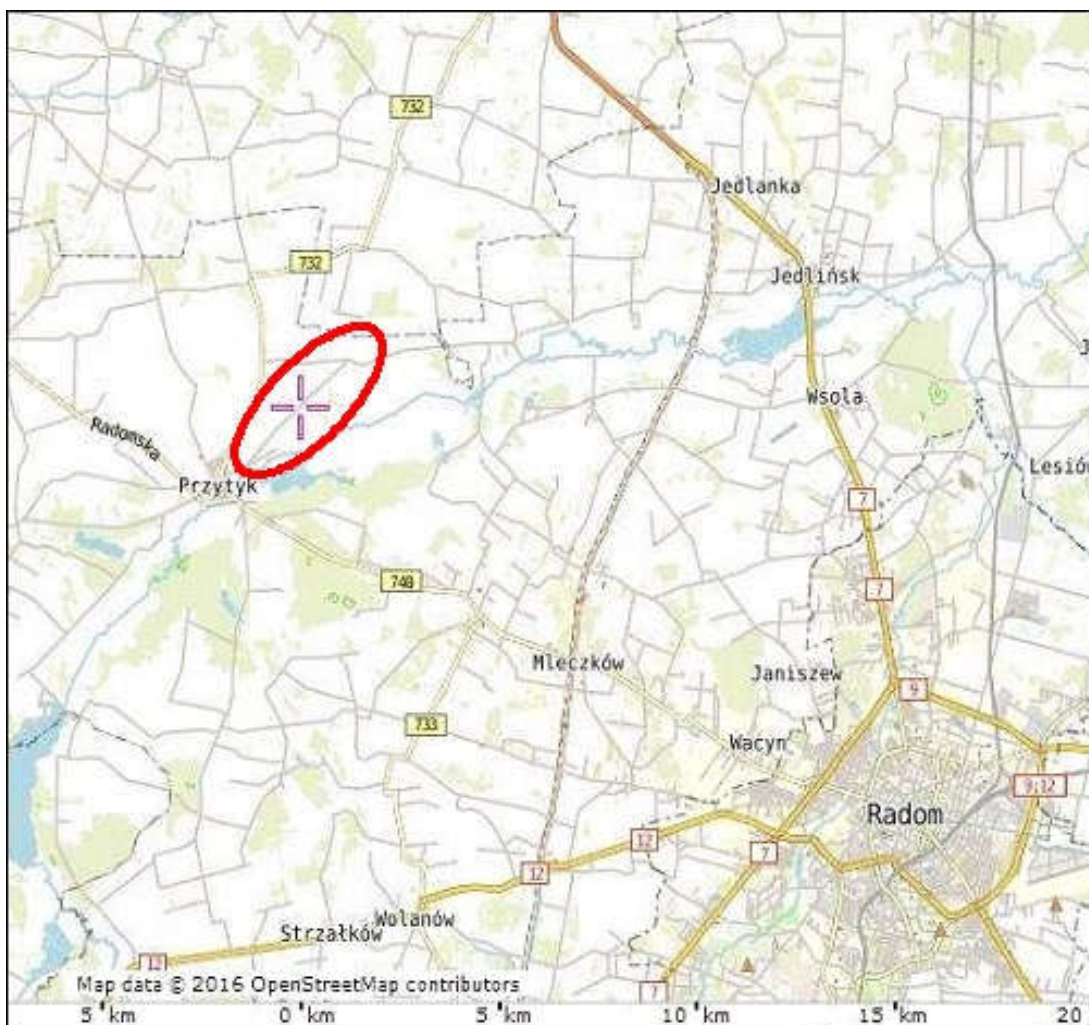 732
Jedlanka
732
Jedlińsk
Wsola
Radomska
Lesiów
Przytyk
7
748
7
Mleczków
Janiszew
9
733
Wacyn
9;12
Radom
12
7
12
Wolanów
Strzałków
12
Map data © 2016 OpenStreetMap contributors
7
5 km 0 km 5 km 10 km 15 km 20